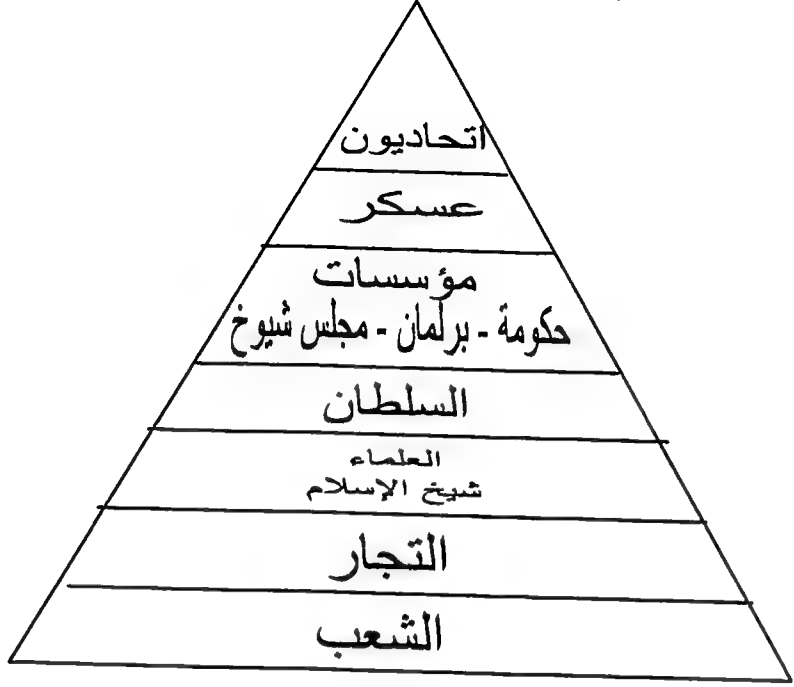 اتحاديون
عسكر
مؤسسات
حكومة - برلمان - مجلس شيوخ
السلطان
العلماء
شيخ الإسلام
التجار
الشعب